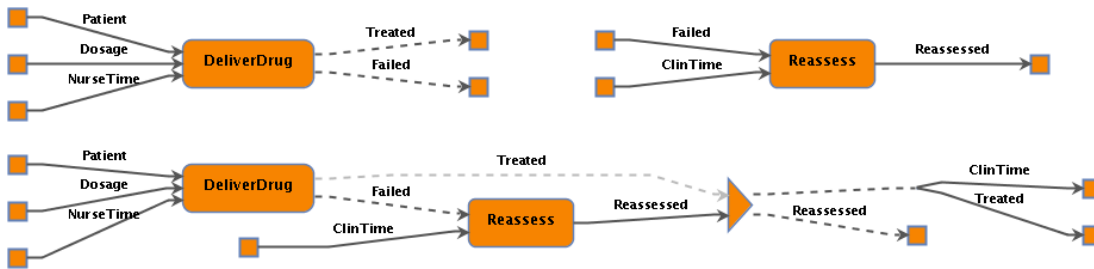 Patient
Dosage
NurseTime
DeliverDrug
Treated
Failed
Failed
ClinTime
Reassess
Reassessed
Patient
Dosage
NurseTime
DeliverDrug
Treated
Failed
ClinTime
Reassess
Reassessed
ClinTime
Treated
Reassessed